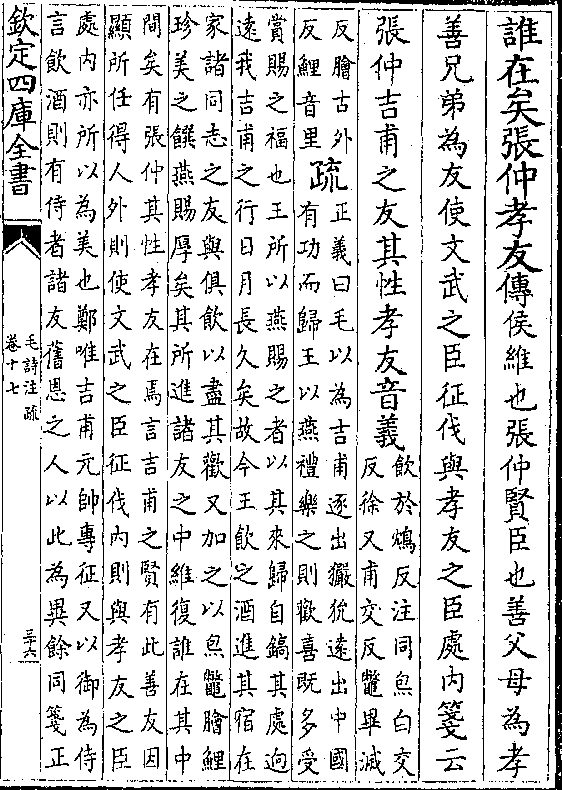 誰在矣張仲孝友傳侯維也張仲賢臣也善父母為孝
善兄弟為友使文武之臣征伐與孝友之臣處内箋云
張仲吉甫之友其性孝友音義
飲於鴆反注同炰白交
反徐又甫交反鼈畢滅
反膾古外
反鯉音里
疏
正義曰毛以為吉甫逐出玁狁遠出中國
有功而歸王以燕禮樂之則歡喜既多受
賞賜之福也王所以燕賜之者以其來歸自鎬其處迥
遠我吉甫之行日月長久矣故今王飲之酒進其宿在
家諸同志之友與俱飲以盡其歡又加之以炰鼈膾鯉
珍美之饌燕賜厚矣其所進諸友之中維復誰在其中
間矣有張仲其性孝友在焉言吉甫之賢有此善友因
顯所任得人外則使文武之臣征伐内則與孝友之臣
處内亦所以為美也鄭唯吉甫元帥專征又以御為侍
言飲酒則有侍者諸友舊恩之人以此為異餘同箋正
欽定四庫全書
毛詩注疏
卷十七
三十六